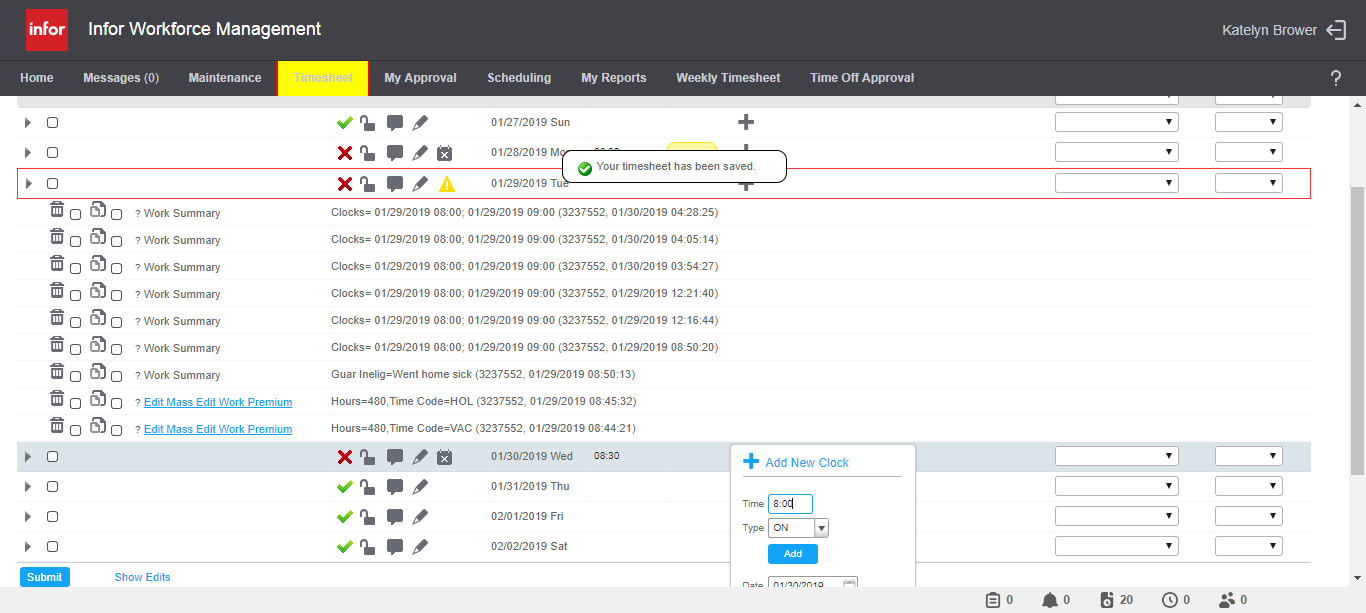 infor Infor Workforce Management Katelyn Brower
Home Messages (0) Maintenance Timesheet My Approval Scheduling My Reports Weekly Timesheet Time Off Approval ?
01/27/2019 Sun
01/28/2019
Your timesheet has been saved.
01/29/2019 Tue
? Work Summary Clocks= 01/29/2019 08:00; 01/29/2019 09:00 (3237552, 01/30/2019 04:28:25)
? Work Summary Clocks= 01/29/2019 08:00; 01/29/2019 09:00 (3237552, 01/30/2019 04:05:14)
? Work Summary Clocks= 01/29/2019 08:00; 01/29/2019 09:00 (3237552, 01/30/2019 03:54:27)
? Work Summary Clocks= 01/29/2019 08:00; 01/29/2019 09:00 (3237552, 01/29/2019 12:21:40)
? Work Summary Clocks= 01/29/2019 08:00; 01/29/2019 09:00 (3237552, 01/29/2019 12:16:44)
? Work Summary Clocks= 01/29/2019 08:00; 01/29/2019 09:00 (3237552, 01/29/2019 08:50:20)
? Work Summary Guar Inelig=Went home sick (3237552, 01/29/2019 08:50:13)
? Edit Mass Edit Work Premium Hours=480,Time Code=HOL (3237552, 01/29/2019 08:45:32)
? Edit Mass Edit Work Premium Hours=480,Time Code=VAC (3237552, 01/29/2019 08:44:21)
01/30/2019 Wed 08:30
Add New Clock
01/31/2019 Thu
Time 8:00
02/01/2019 Fri
Type ON
02/02/2019 Sat
Add
Submit Show Edits
Date 01/30/2019
0 0 20 0 0